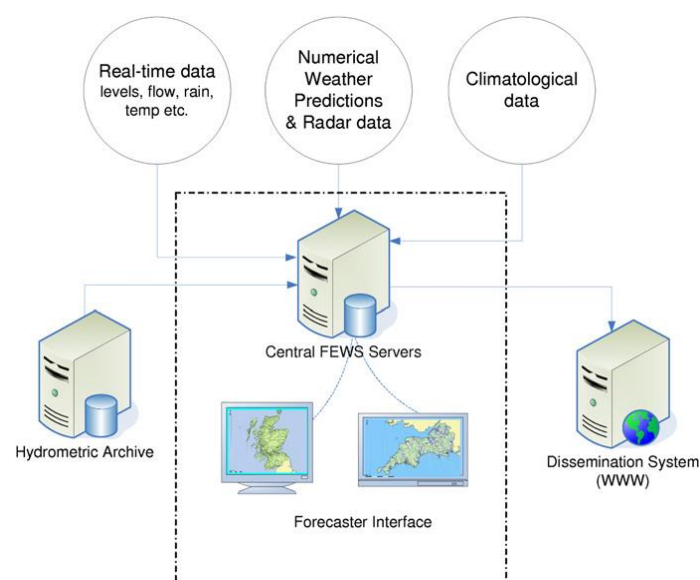 Real-time data
levels, flow, rain,
temp etc.
Numerical
Weather
Predictions
& Radar data
Climatological
data
Central FEWS Servers
Hydrometric Archive
Dissemination System
(WWW)
Forecaster Interface